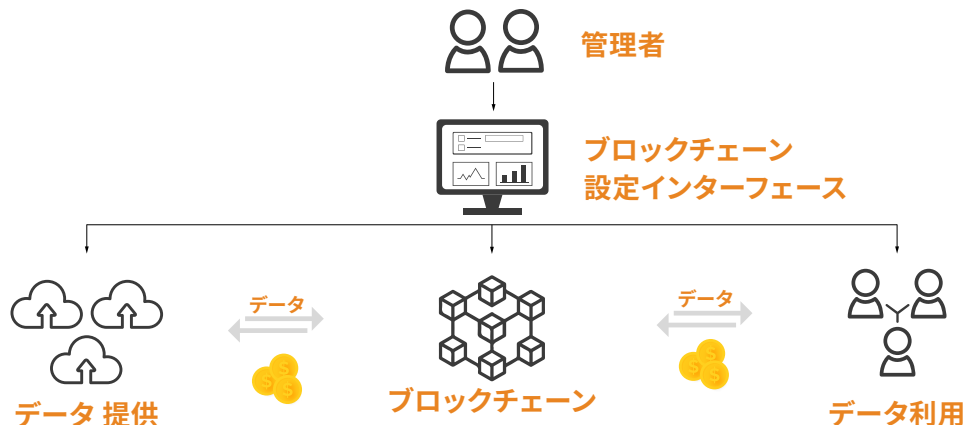 管理者
ブロックチェーン
設定インターフェース
データ
データ
データ 提供
ブロックチェーン
データ利用